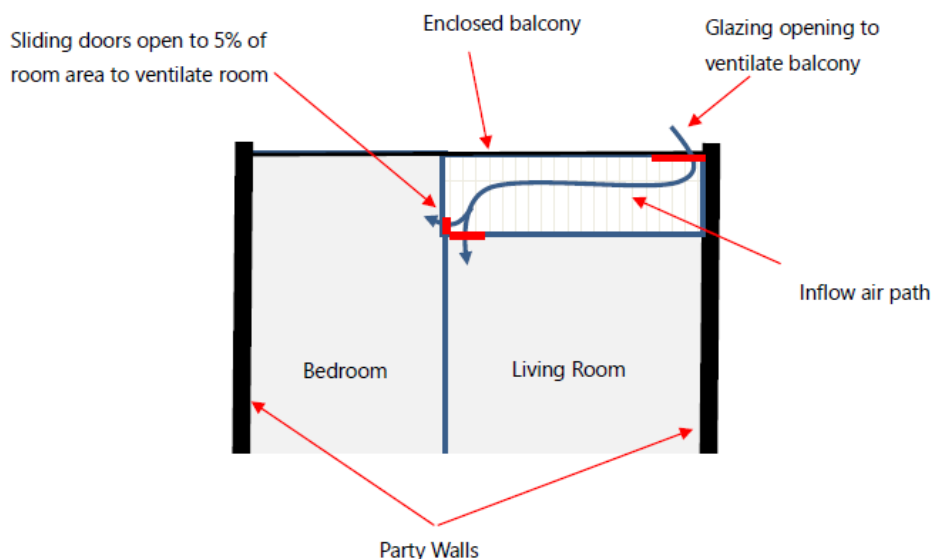 Sliding doors open to 5% of
room area to ventilate room
Enclosed balcony
Glazing opening to
ventilate balcony
Inflow air path
Bedroom
Living Room
Party Walls